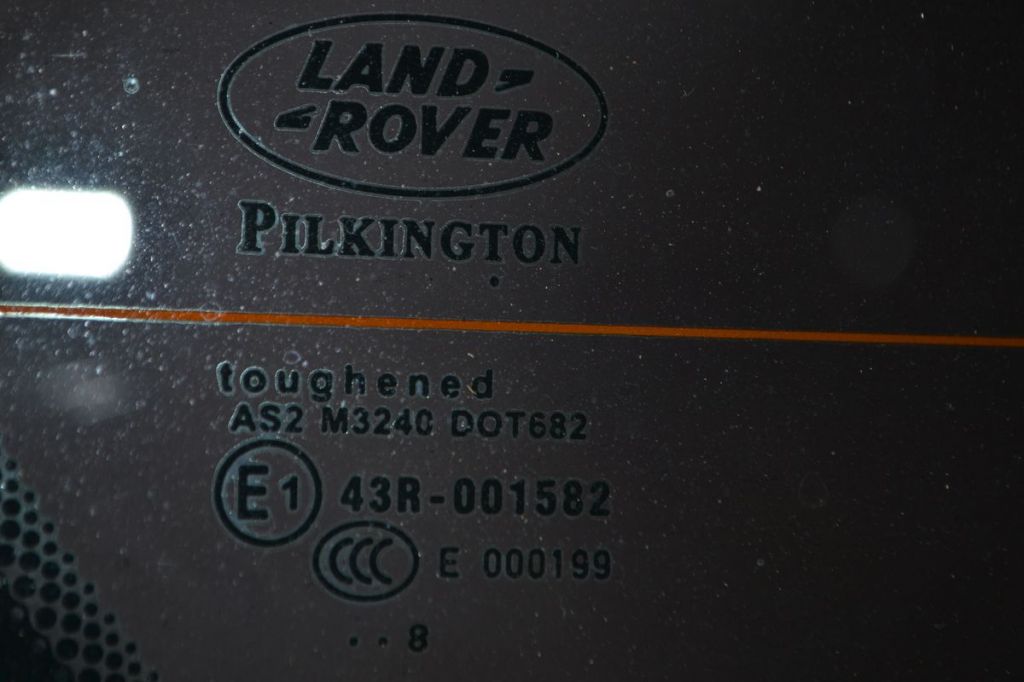 LAND
ROVER
PILKINGTON
toughened
AS2 M3240 DOT682
E1 43R-001582
CCC E 000199
.. 8